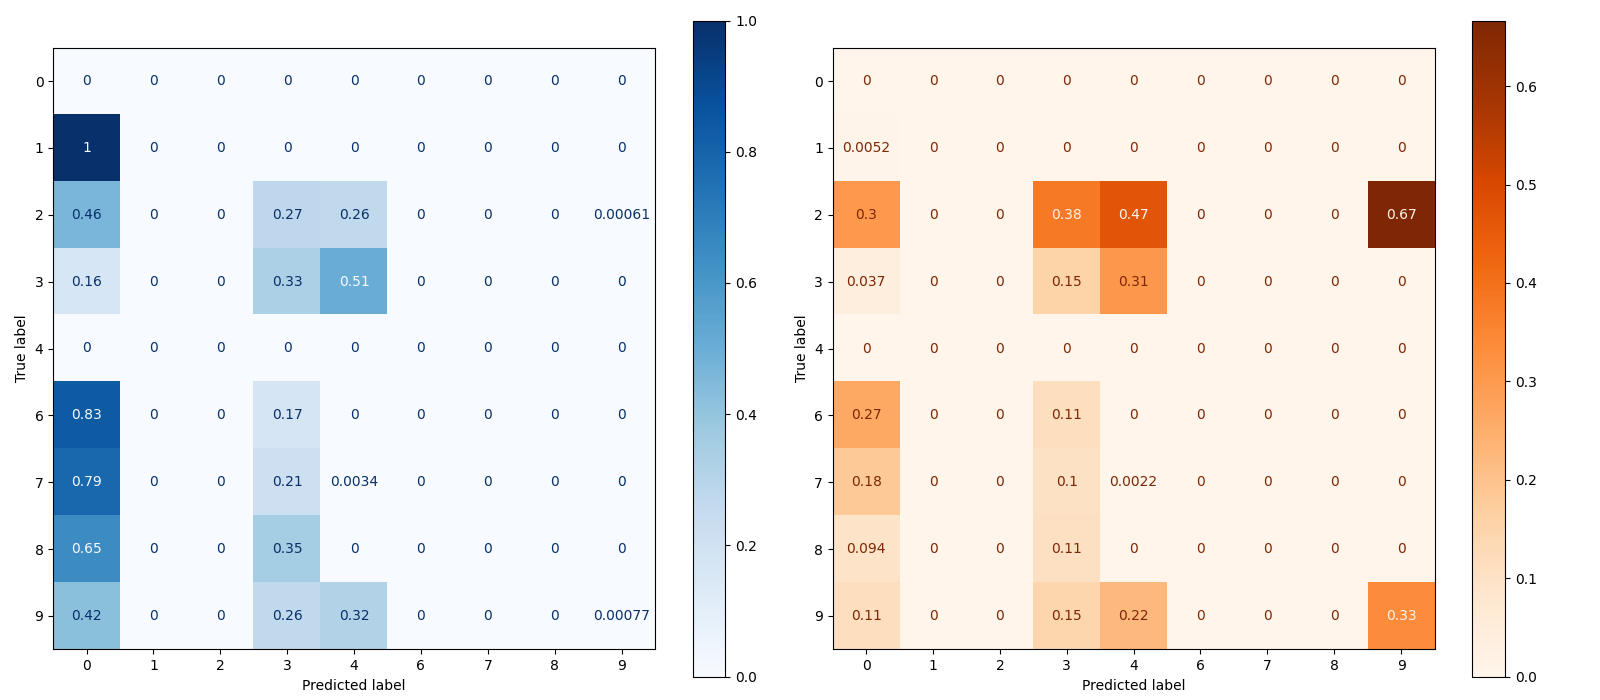 1.0
0 0 0 0 0 0 0 0 0 0
1 1 0 0 0 0 0 0 0 0
0.8
2 0.46 0 0 0.27 0.26 0 0 0 0.00061
3 0.16 0 0 0.33 0.51 0 0 0 0
0.6
4 0 0 0 0 0 0 0 0 0
True label
6 0.83 0 0 0.17 0 0 0 0 0
0.4
7 0.79 0 0 0.21 0.0034 0 0 0 0
8 0.65 0 0 0.35 0 0 0 0 0
0.2
9 0.42 0 0 0.26 0.32 0 0 0 0.00077
0 1 2 3 4 6 7 8 9
0.0
Predicted label
0 0 0 0 0 0 0 0 0 0
0.6
1 0.0052 0 0 0 0 0 0 0 0
0.5
2 0.3 0 0 0.38 0.47 0 0 0 0.67
3 0.037 0 0 0.15 0.31 0 0 0 0
0.4
4 0 0 0 0 0 0 0 0 0
True label
0.3
6 0.27 0 0 0.11 0 0 0 0 0
7 0.18 0 0 0.1 0.0022 0 0 0 0
0.2
8 0.094 0 0 0.11 0 0 0 0 0
0.1
9 0.11 0 0 0.15 0.22 0 0 0 0.33
0 1 2 3 4 6 7 8 9
0.0
Predicted label